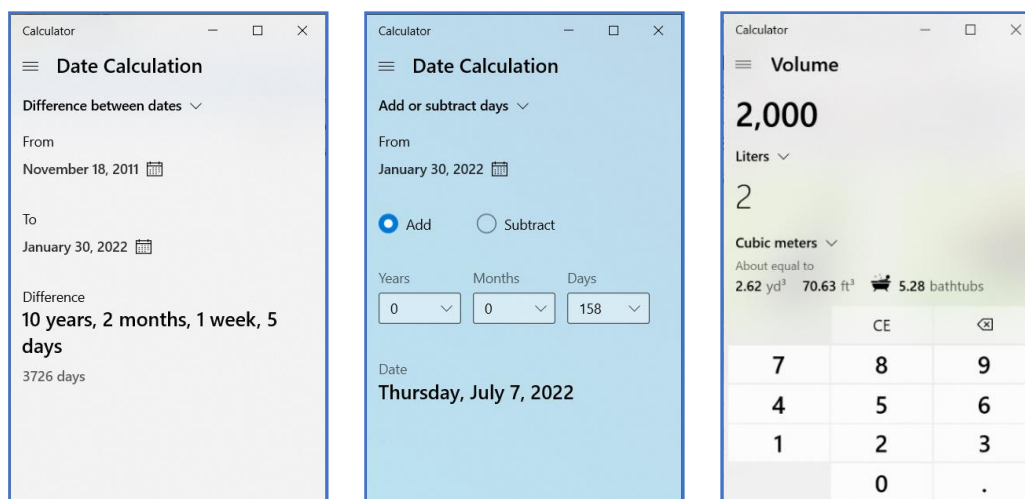 Calculator
Date Calculation
Difference between dates
From
November 18, 2011
To
January 30, 2022
Difference
10 years, 2 months, 1 week, 5
days
3726 days
Calculator
Date Calculation
Add or subtract days
From
January 30, 2022
Add Subtract
Years Months Days
0 0 158
Date
Thursday, July 7, 2022
Calculator
Volume
2,000
Liters
2
Cubic meters
About equal to
2.62 yd³ 70.63 ft³ 5.28 bathtubs
CE
7 8 9
4 5 6
1 2 3
0 .